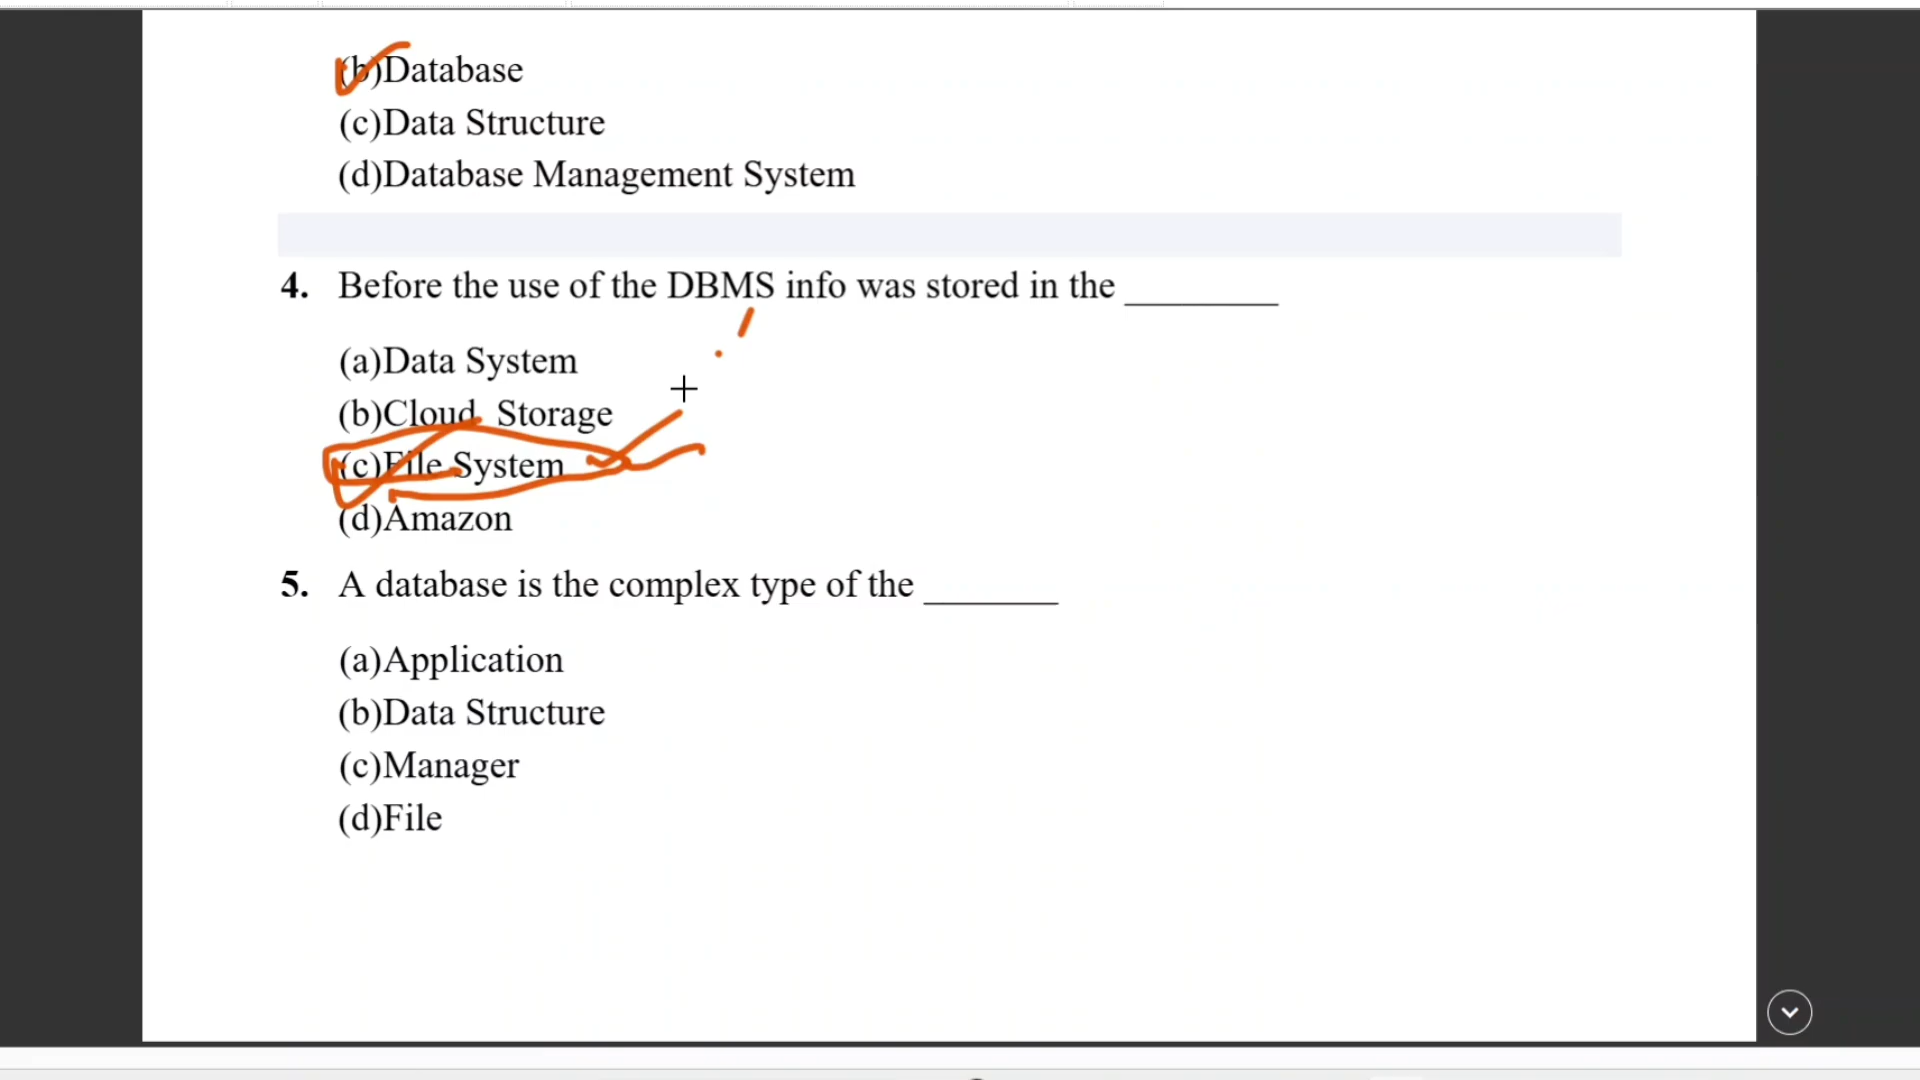 (b)Database
(c)Data Structure
(d)Database Management System
4. Before the use of the DBMS info was stored in the ________
(a)Data System
(b)Cloud Storage
(c)File System
(d)Amazon
5. A database is the complex type of the _______
(a)Application
(b)Data Structure
(c)Manager
(d)File